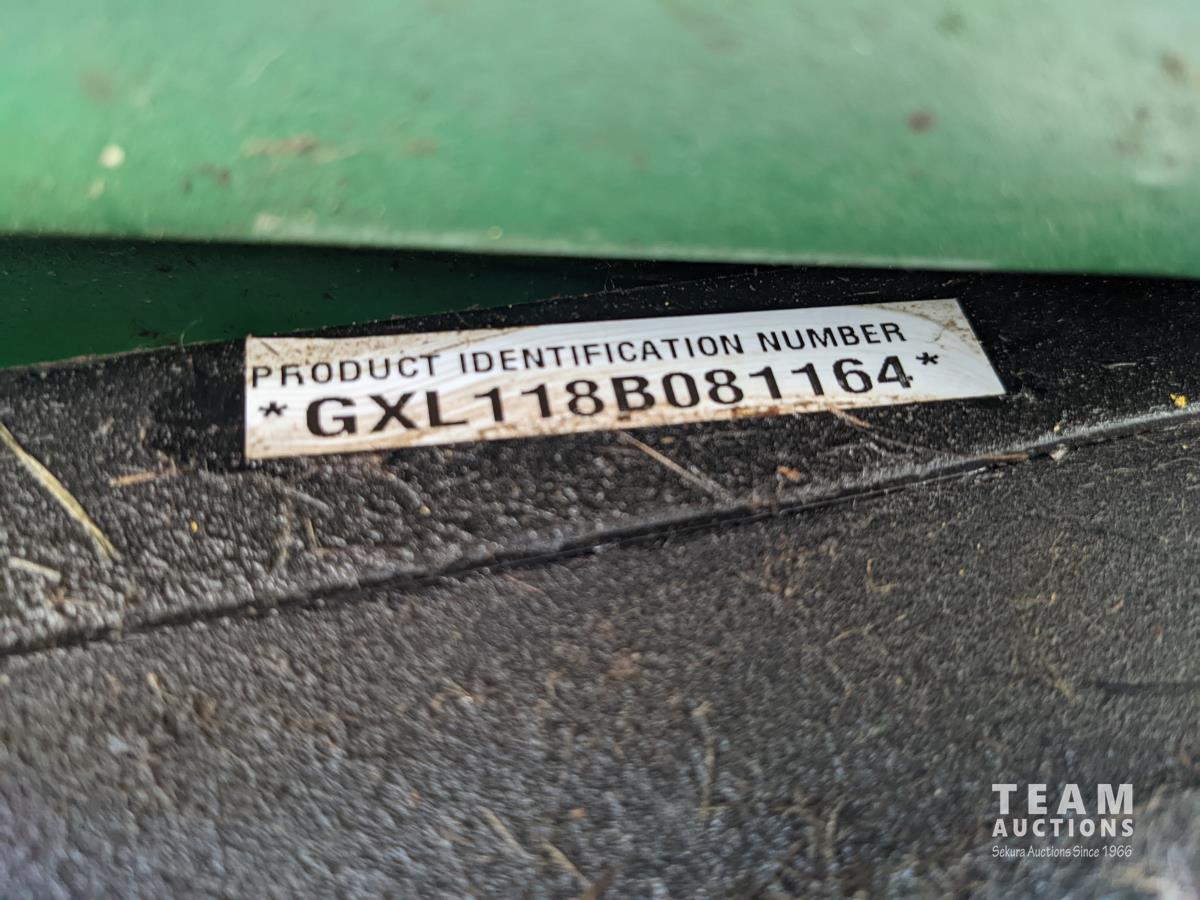 PRODUCT IDENTIFICATION NUMBER
*GXL118B081164*
TEAM
AUCTIONS
Sekura Auctions Since 1966